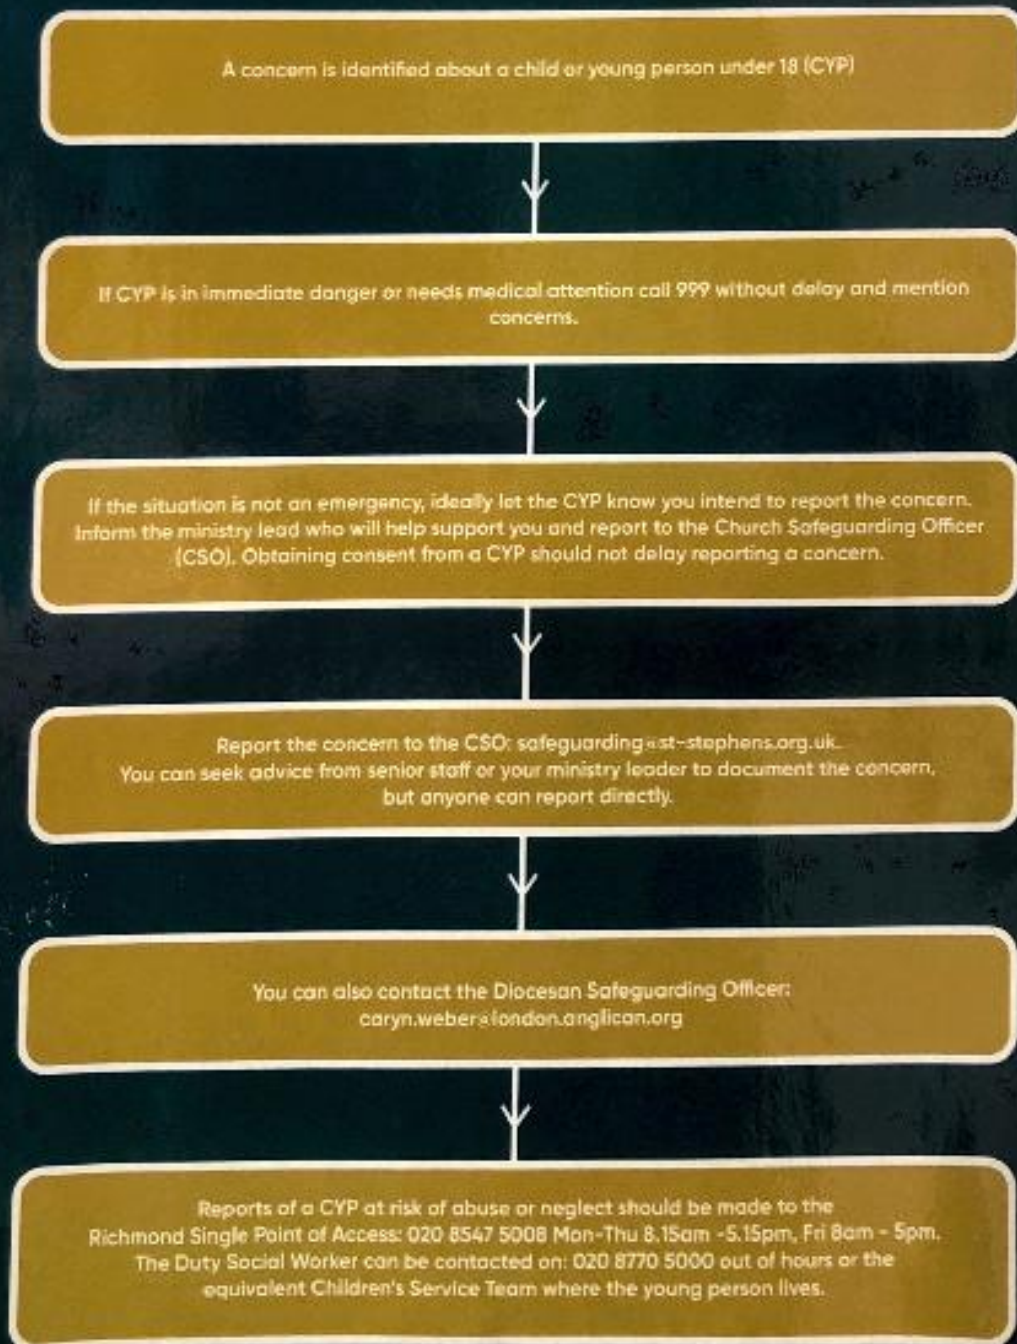 A concern is identified about a child or young person under 18 (CYP)
If CYP is in immediate danger or needs medical attention call 999 without delay and mention
concerns.
If the situation is not an emergency, ideally let the CYP know you intend to report the concern.
Inform the ministry lead who will help support you and report to the Church Safeguarding Officer
(CSO). Obtaining consent from a CYP should not delay reporting a concern.
Report the concern to the CSO: safeguarding@st-stephens.org.uk.
You can seek advice from senior staff or your ministry leader to document the concern,
but anyone can report directly.
You can also contact the Diocesan Safeguarding Officer:
caryn.weber@london.anglican.org
Reports of a CYP at risk of abuse or neglect should be made to the
Richmond Single Point of Access: 020 8547 5008 Mon-Thu 8.15am -5.15pm, Fri 8am - 5pm.
The Duty Social Worker can be contacted on: 020 8770 5000 out of hours or the
equivalent Children's Service Team where the young person lives.